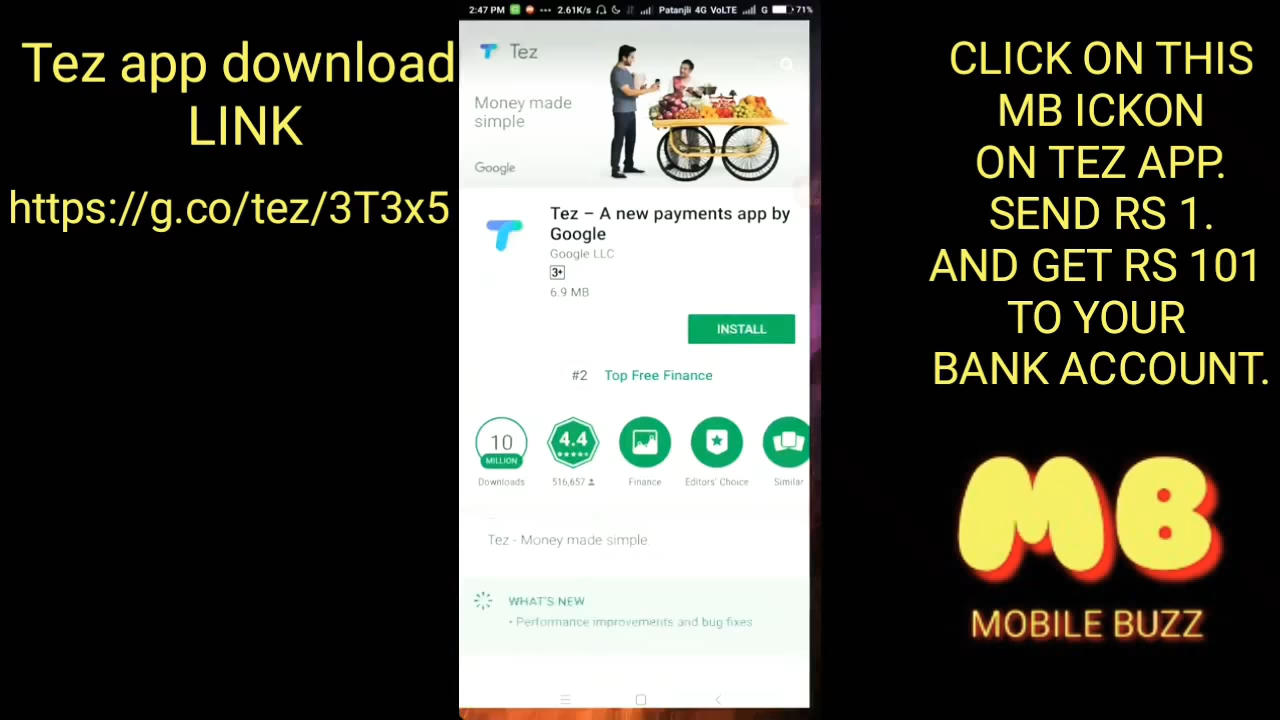 Tez app download
LINK
https://g.co/tez/3T3x5
2:47 PM ••• 2.61K/s Patanjli 4G VoLTE G 71%
Tez
Money made
simple
Google
Tez – A new payments app by
Google
Google LLC
3+
6.9 MB
INSTALL
#2 Top Free Finance
10
MILLION
Downloads
4.4
516,657
Finance
Editors' Choice
Similar
Tez - Money made simple.
WHAT'S NEW
• Performance improvements and bug fixes
CLICK ON THIS
MB ICKON
ON TEZ APP.
SEND RS 1.
AND GET RS 101
TO YOUR
BANK ACCOUNT.
MB
MOBILE BUZZ